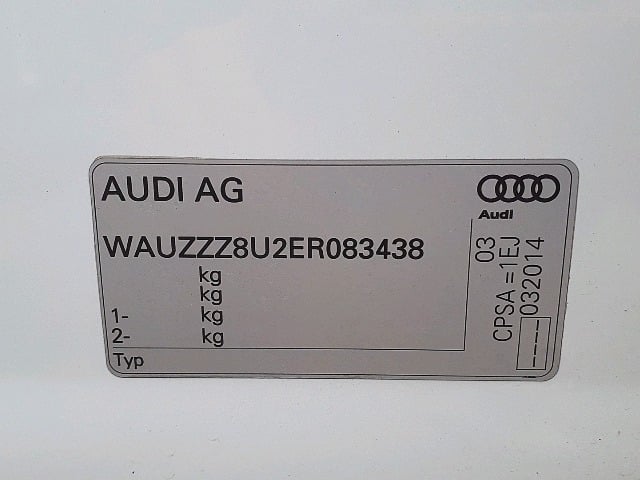 AUDI AG
Audi
WAUZZZ8U2ER083438
kg
kg
1- kg
2- kg
Typ
03
CPSA =1EJ
----032014